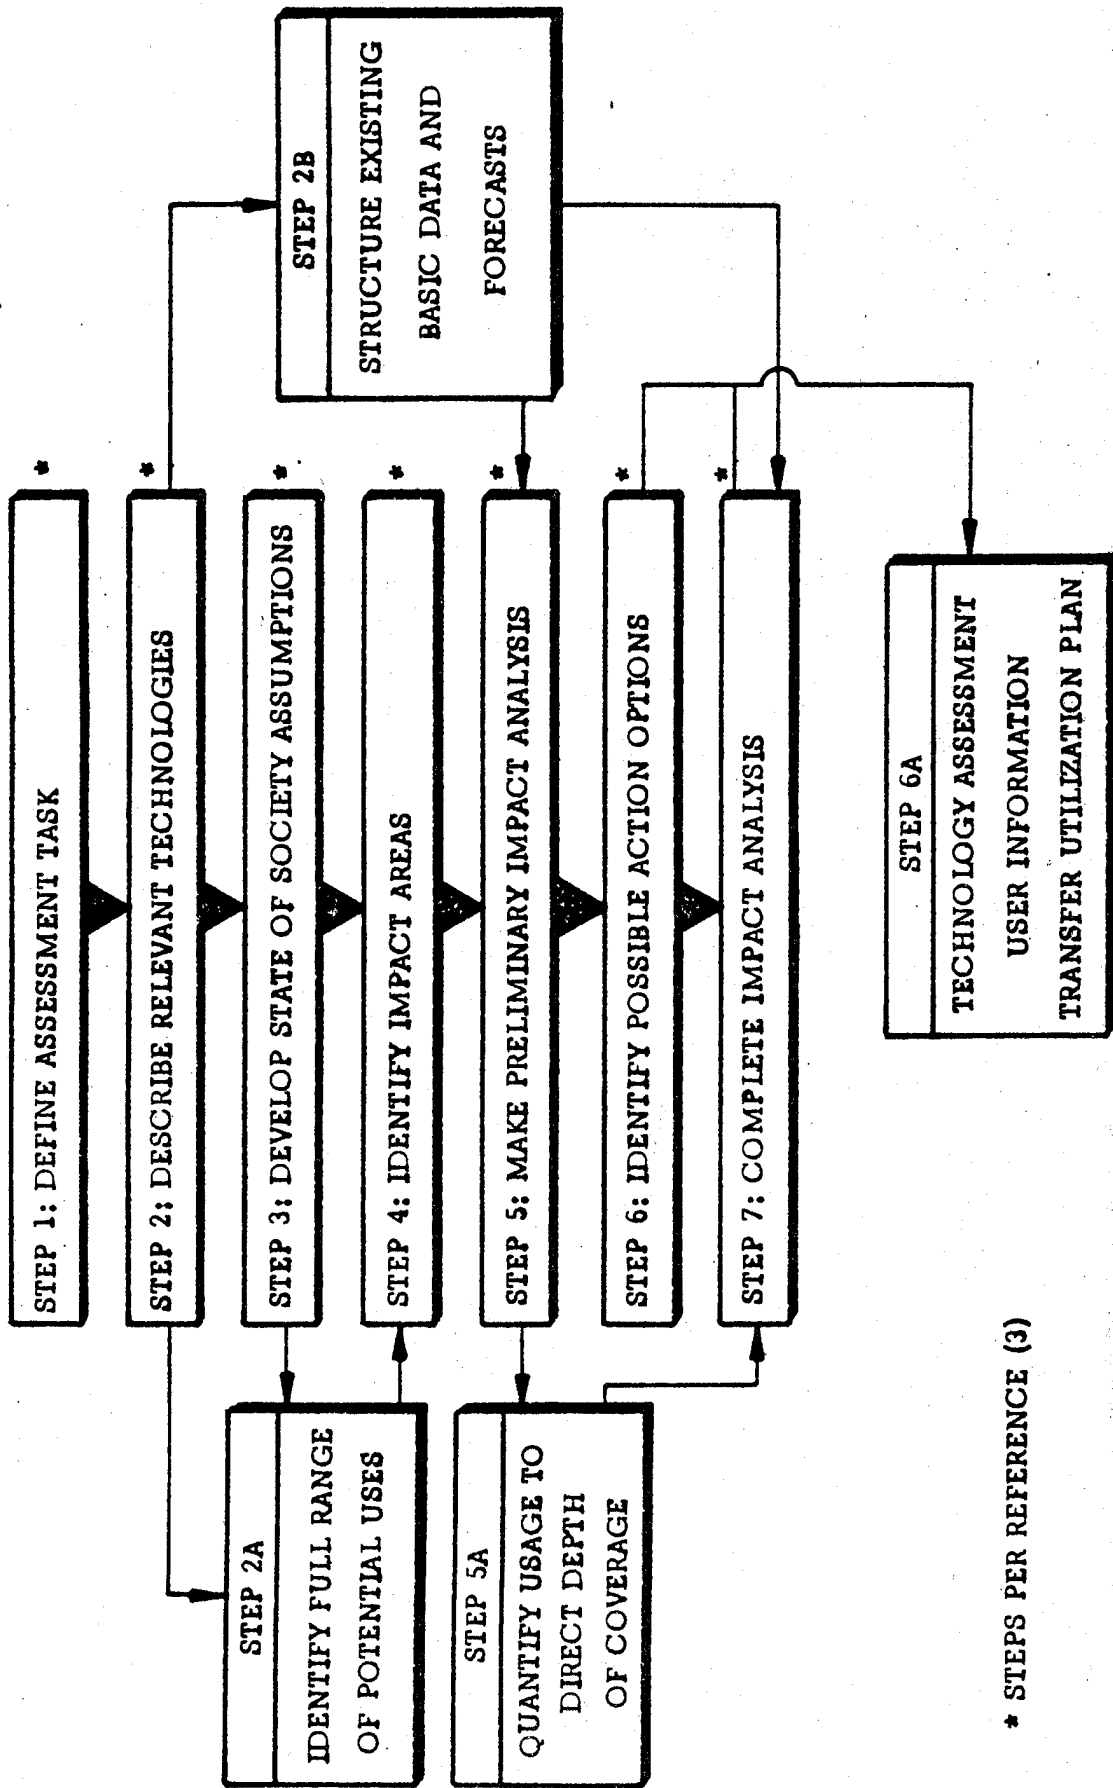 STEP 1: DEFINE ASSESSMENT TASK
*
STEP 2: DESCRIBE RELEVANT TECHNOLOGIES
*
STEP 3: DEVELOP STATE OF SOCIETY ASSUMPTIONS
*
STEP 4: IDENTIFY IMPACT AREAS
*
STEP 5: MAKE PRELIMINARY IMPACT ANALYSIS
*
STEP 6: IDENTIFY POSSIBLE ACTION OPTIONS
*
STEP 7: COMPLETE IMPACT ANALYSIS
*
STEP 2A
IDENTIFY FULL RANGE
OF POTENTIAL USES
STEP 5A
QUANTIFY USAGE TO
DIRECT DEPTH
OF COVERAGE
STEP 2B
STRUCTURE EXISTING
BASIC DATA AND
FORECASTS
STEP 6A
TECHNOLOGY ASSESSMENT
USER INFORMATION
TRANSFER UTILIZATION PLAN
* STEPS PER REFERENCE (3)